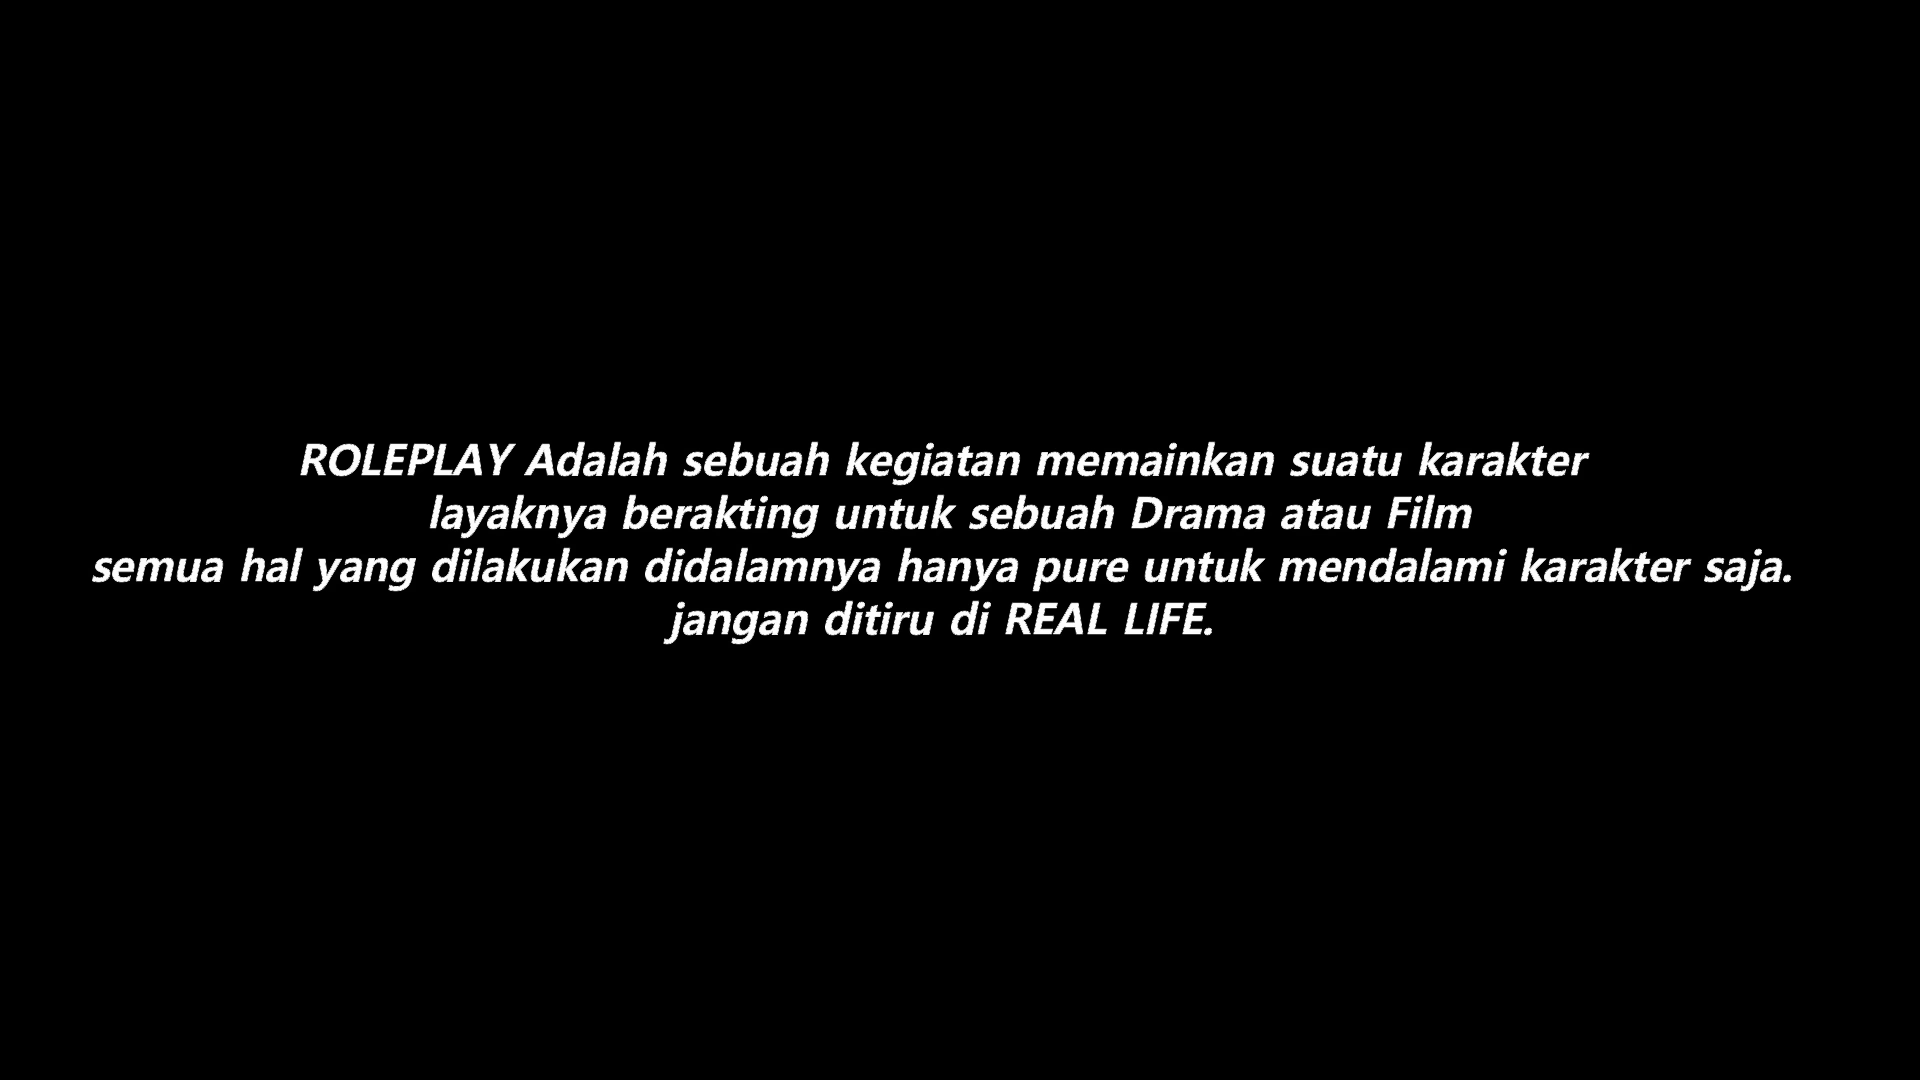 ROLEPLAY Adalah sebuah kegiatan memainkan suatu karakter
layaknya berakting untuk sebuah Drama atau Film
semua hal yang dilakukan didalamnya hanya pure untuk mendalami karakter saja.
jangan ditiru di REAL LIFE.